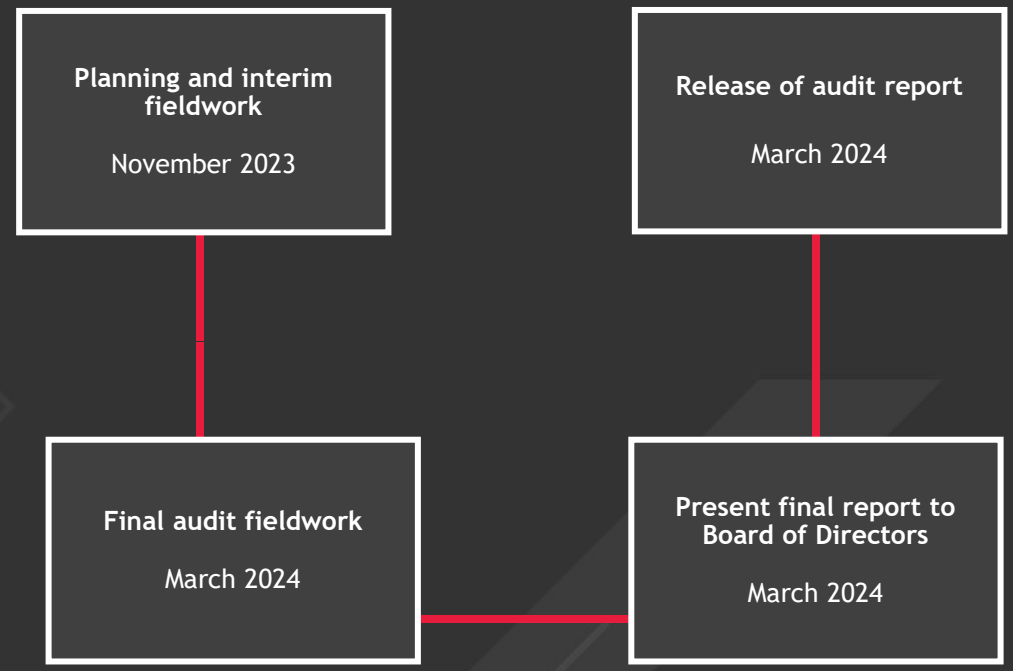 Planning and interim
fieldwork
November 2023
Release of audit report
March 2024
Final audit fieldwork
March 2024
Present final report to
Board of Directors
March 2024